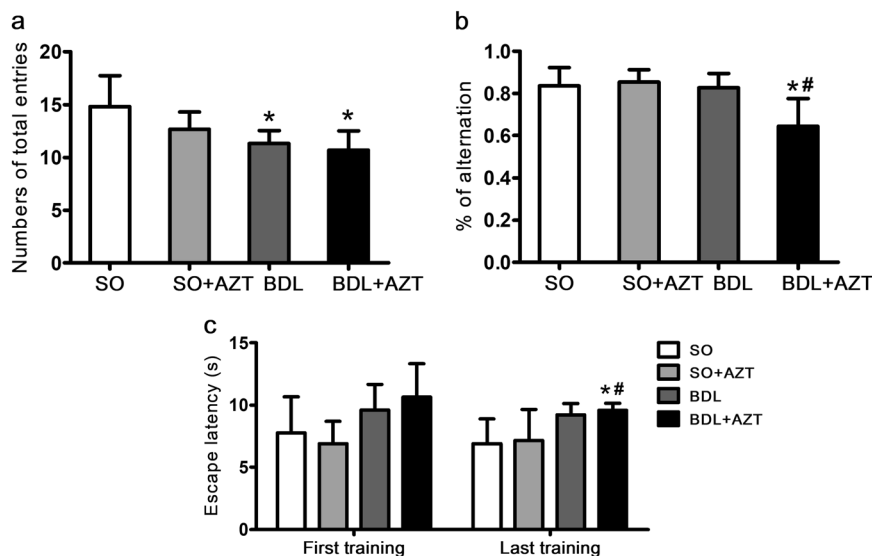 a
20
15
10
5
0
Numbers of total entries
*
*
SO
SO+AZT
BDL
BDL+AZT
b
1.0
0.8
0.6
0.4
0.2
0.0
% of alternation
*#
SO
SO+AZT
BDL
BDL+AZT
c
15
10
5
0
Escape latency (s)
*#
First training
Last training
SO
SO+AZT
BDL
BDL+AZT